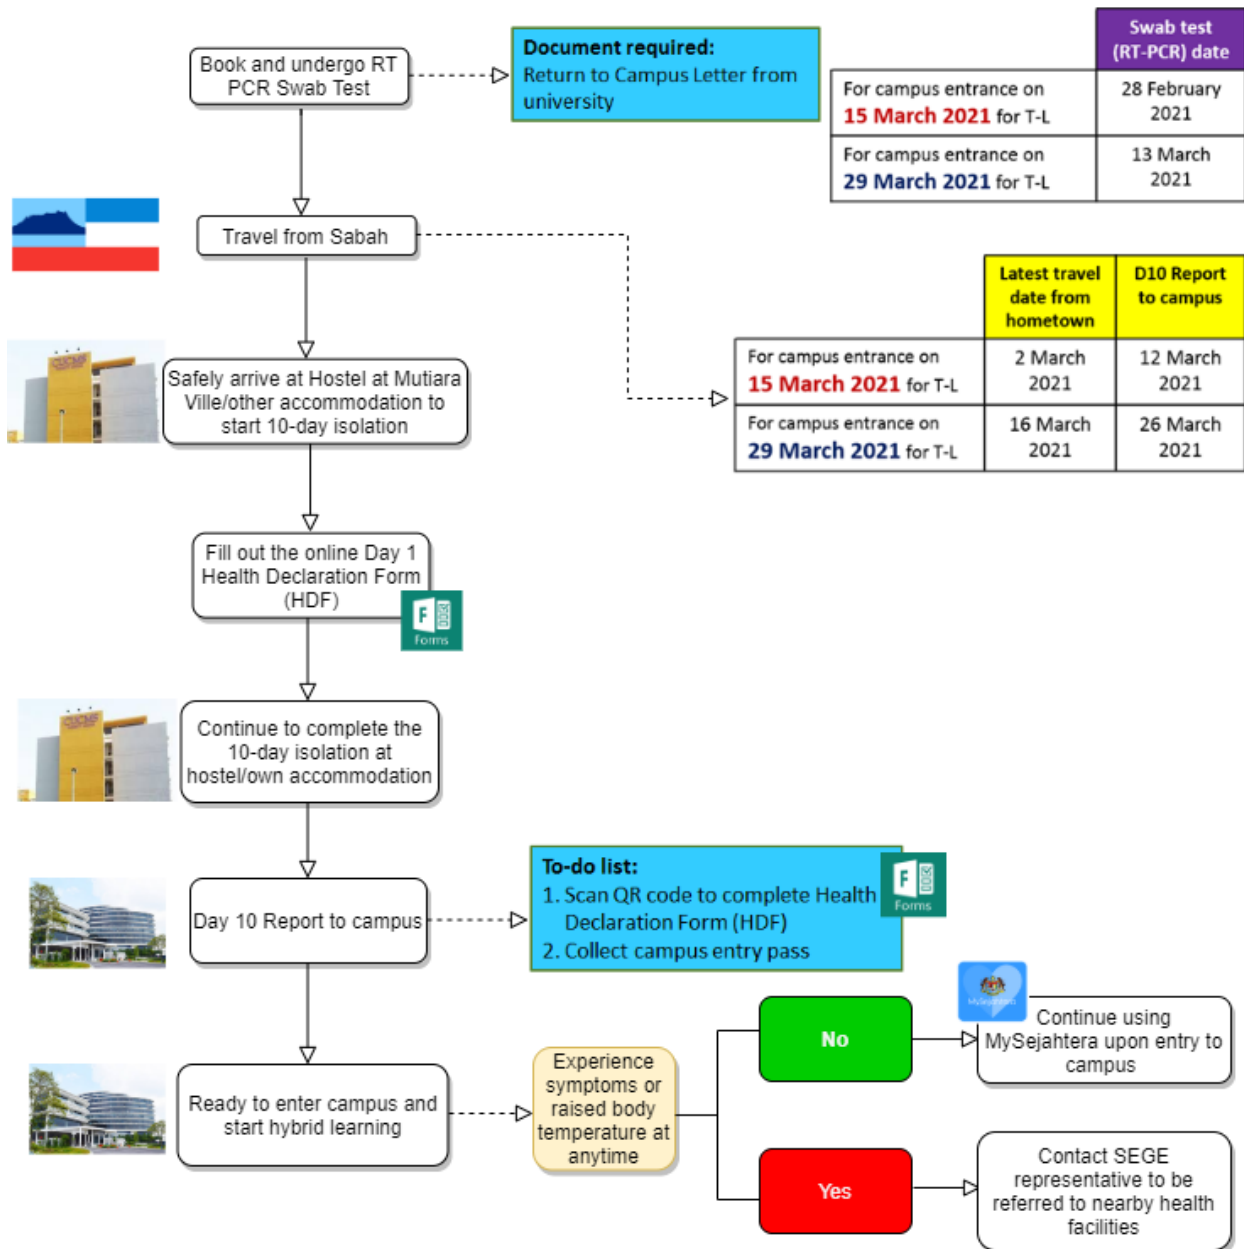 Book and undergo RT
PCR Swab Test
Document required:
Return to Campus Letter from
university
Swab test
(RT-PCR) date
For campus entrance on
15 March 2021 for T-L
28 February
2021
For campus entrance on
29 March 2021 for T-L
13 March
2021
Travel from Sabah
Latest travel
date from
hometown
D10 Report
to campus
For campus entrance on
15 March 2021 for T-L
2 March
2021
12 March
2021
For campus entrance on
29 March 2021 for T-L
16 March
2021
26 March
2021
CUCMS
Safely arrive at Hostel at Mutiara
Ville/other accommodation to
start 10-day isolation
Fill out the online Day 1
Health Declaration Form
(HDF)
F
Forms
CUCMS
Continue to complete the
10-day isolation at
hostel/own accommodation
Day 10 Report to campus
To-do list:
1. Scan QR code to complete Health
Declaration Form (HDF)
2. Collect campus entry pass
F
Forms
Ready to enter campus and
start hybrid learning
Experience
symptoms or
raised body
temperature at
anytime
No
MySejahtera
Continue using
MySejahtera upon entry to
campus
Yes
Contact SEGE
representative to be
referred to nearby health
facilities